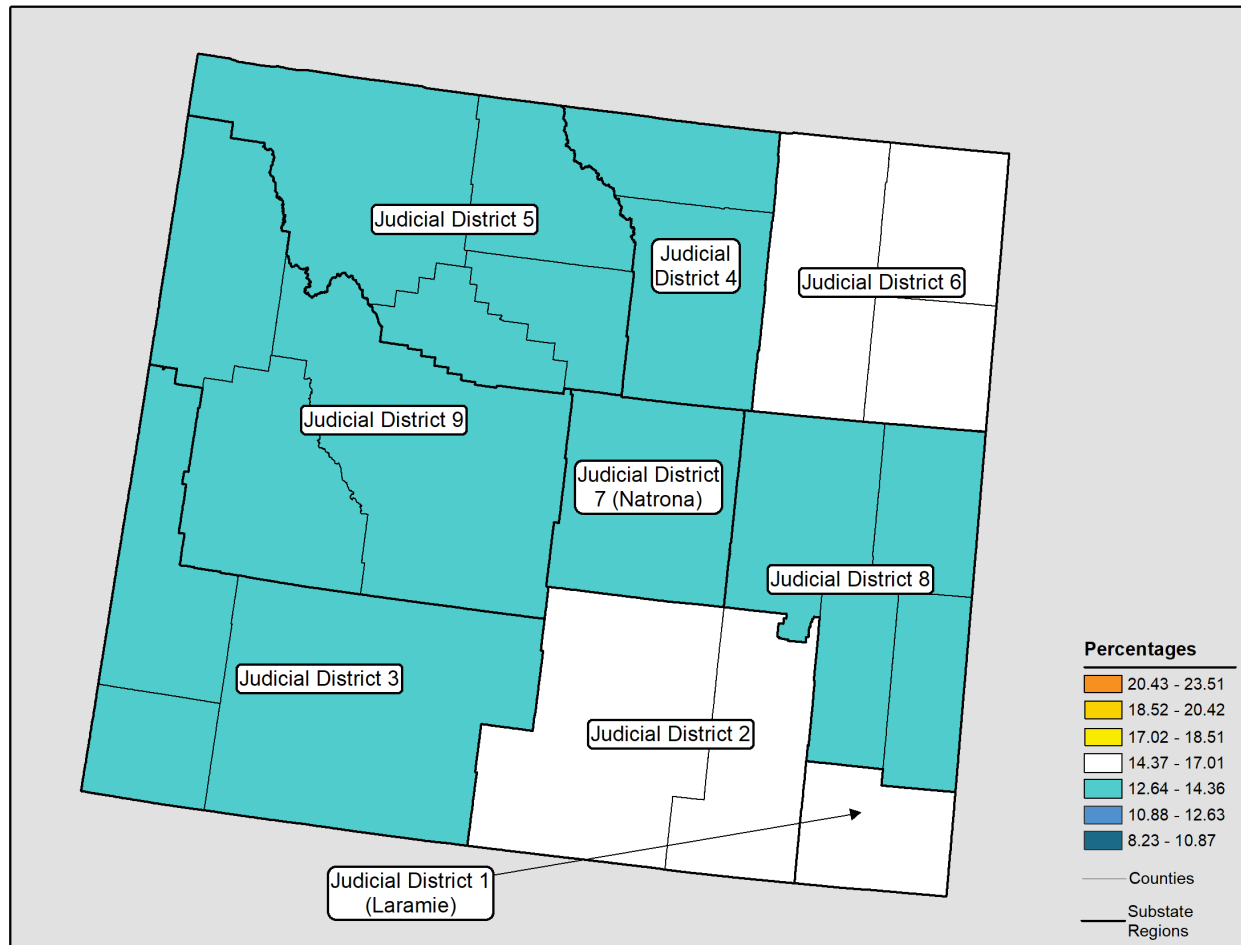 Judicial District 5
Judicial
District 4
Judicial District 6
Judicial District 9
Judicial District
7 (Natrona)
Judicial District 8
Judicial District 3
Judicial District 2
Judicial District 1
(Laramie)
Percentages
20.43 - 23.51
18.52 - 20.42
17.02 - 18.51
14.37 - 17.01
12.64 - 14.36
10.88 - 12.63
8.23 - 10.87
Counties
Substate
Regions